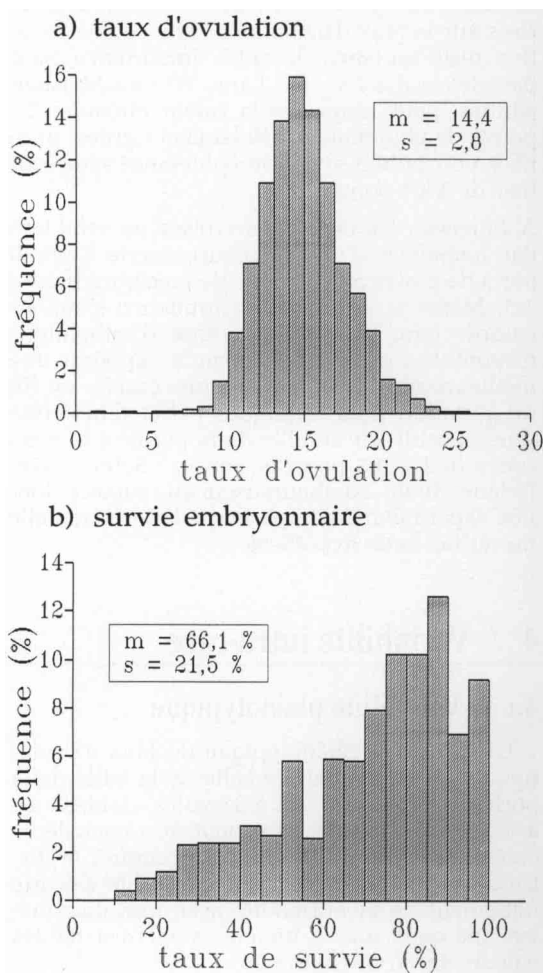 a) taux d'ovulation
16
14
12
10
8
6
4
2
0
fréquence (%)
m = 14,4
s = 2,8
0 5 10 15 20 25 30
taux d'ovulation
b) survie embryonnaire
14
12
10
8
6
4
2
0
fréquence (%)
m = 66,1 %
s = 21,5 %
0 20 40 60 80 100
taux de survie (%)